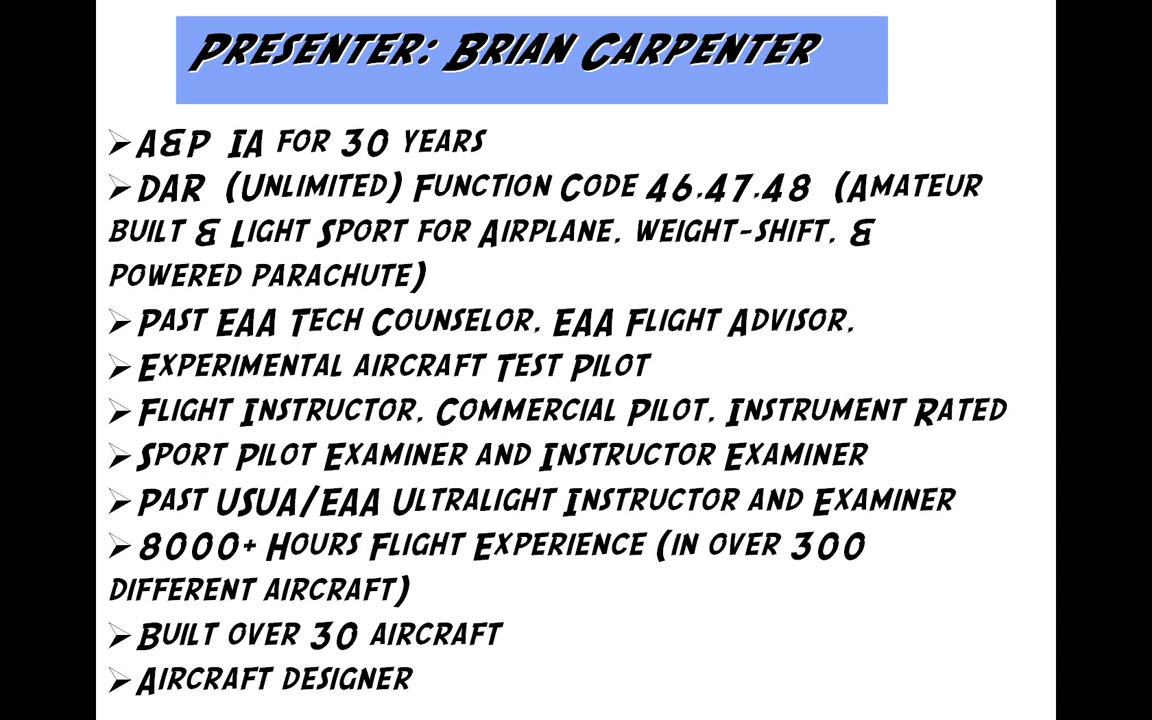 Presenter: Brian Carpenter
➢A&P IA for 30 years
➢DAR (Unlimited) Function Code 46,47,48 (Amateur
built & Light Sport for Airplane, weight-shift, &
powered parachute)
➢Past EAA Tech Counselor, EAA Flight Advisor,
➢Experimental aircraft Test Pilot
➢Flight Instructor, Commercial Pilot, Instrument Rated
➢Sport Pilot Examiner and Instructor Examiner
➢Past USUA/EAA Ultralight Instructor and Examiner
➢8000+ Hours Flight Experience (in over 300
different aircraft)
➢Built over 30 aircraft
➢Aircraft designer